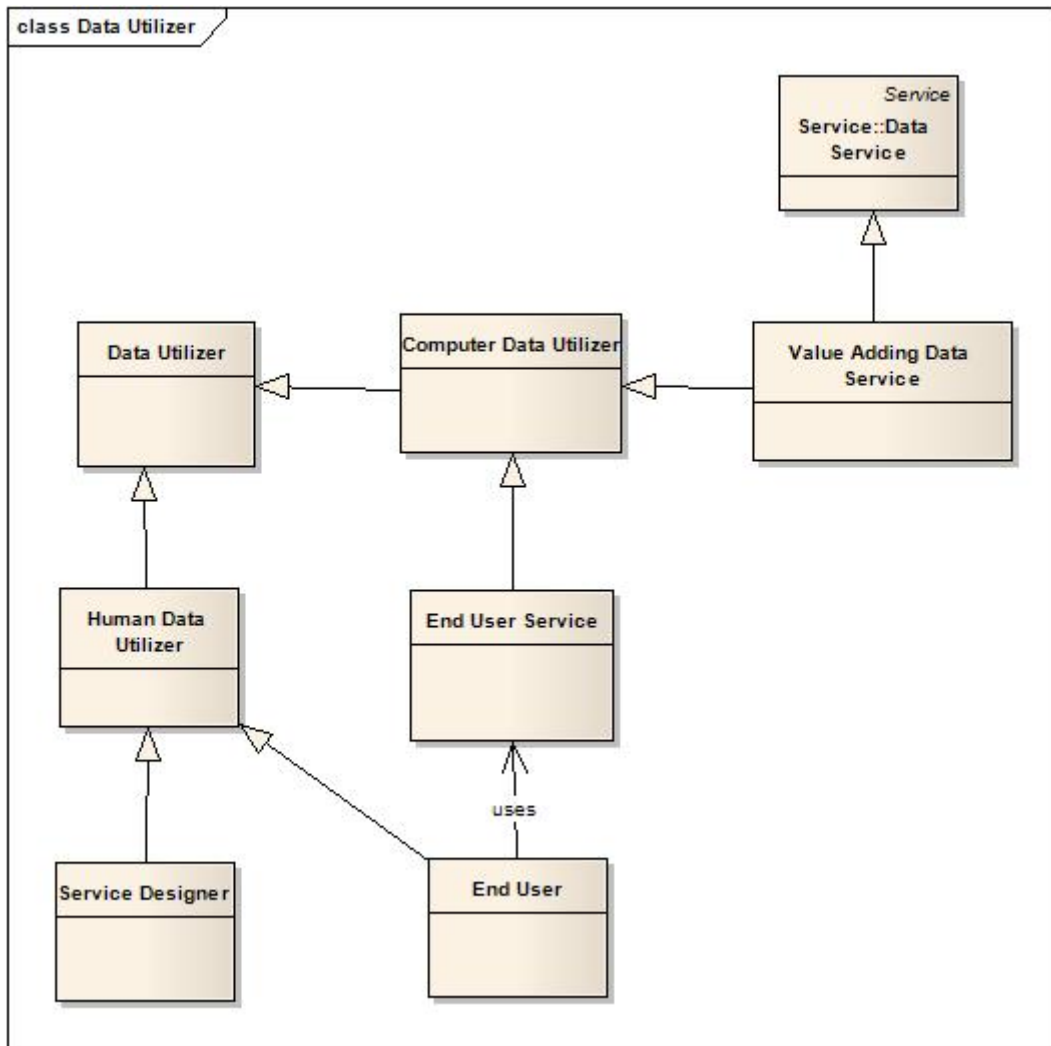 class Data Utilizer
Service
Service::Data
Service
Data Utilizer
Computer Data Utilizer
Value Adding Data
Service
Human Data
Utilizer
End User Service
uses
Service Designer
End User